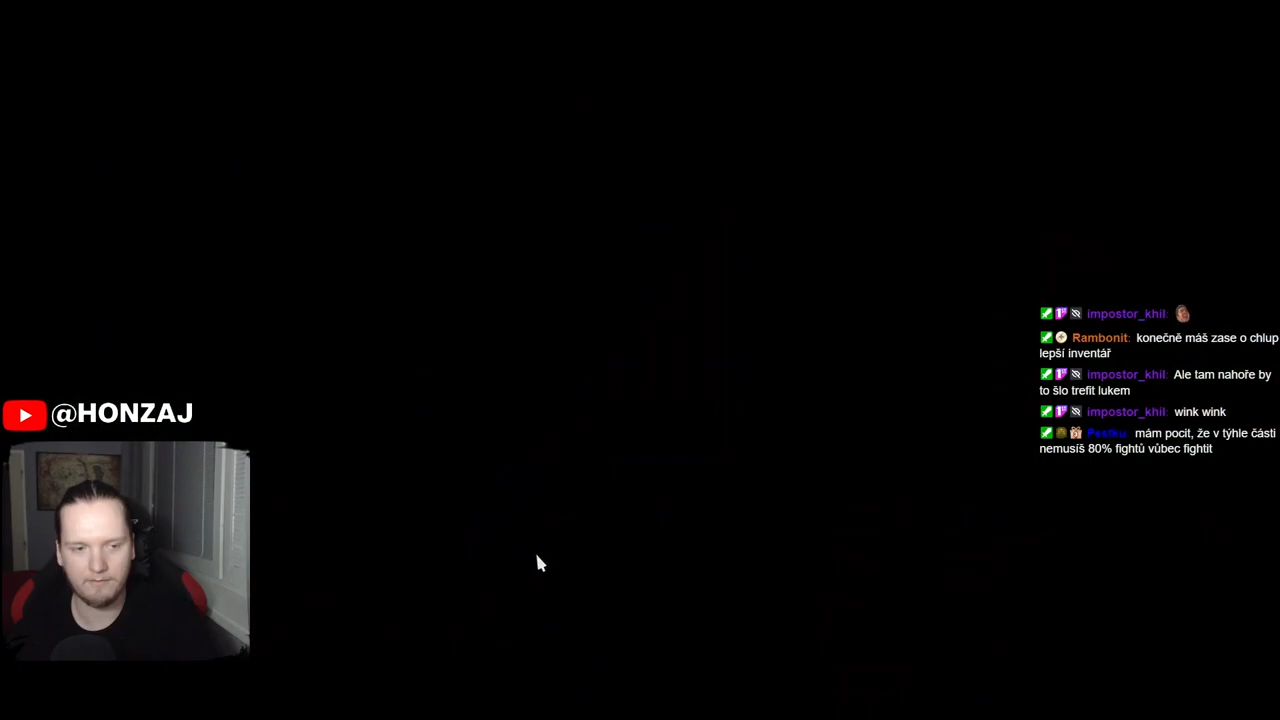 impostor_khil:
Rambonit: konečně máš zase o chlup
lepší inventář
impostor_khil: Ale tam nahoře by
to šlo trefit lukem
@HONZAJ
impostor_khil: wink wink
mám pocit, že v týhle části
nemusíš 80% fightů vůbec fightit